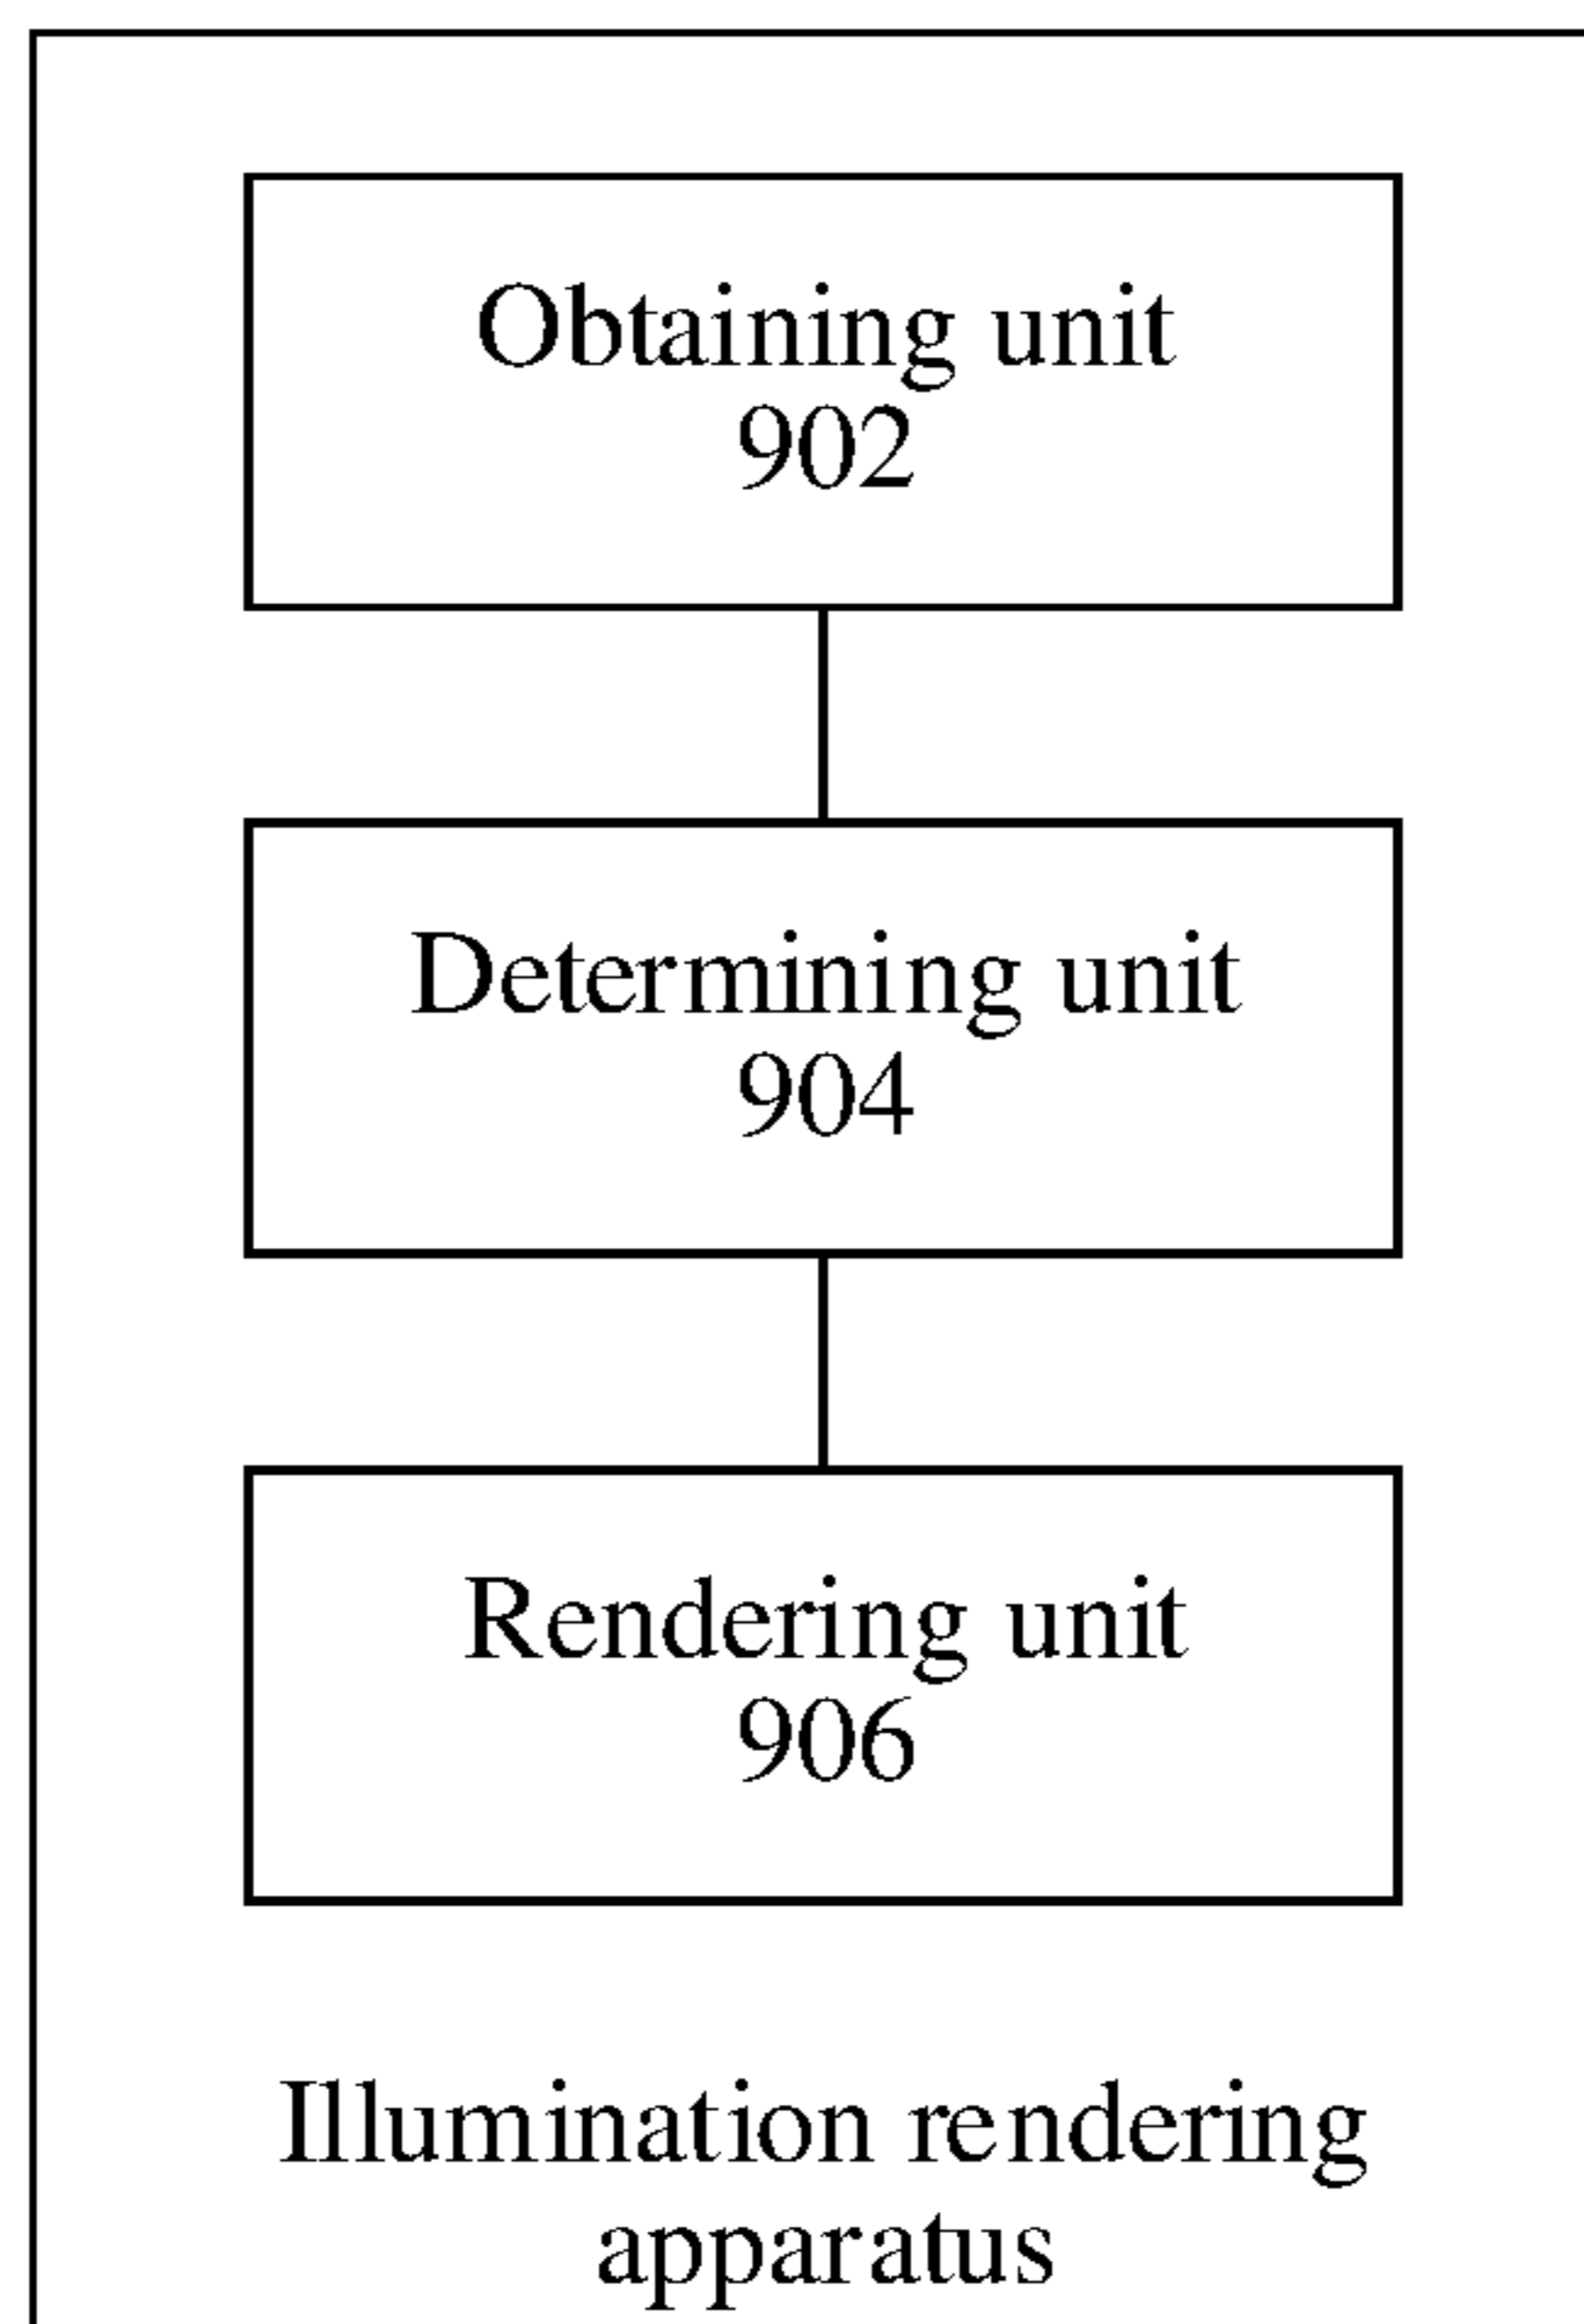 Obtaining unit
902
Determining unit
904
Rendering unit
906
Illumination rendering
apparatus